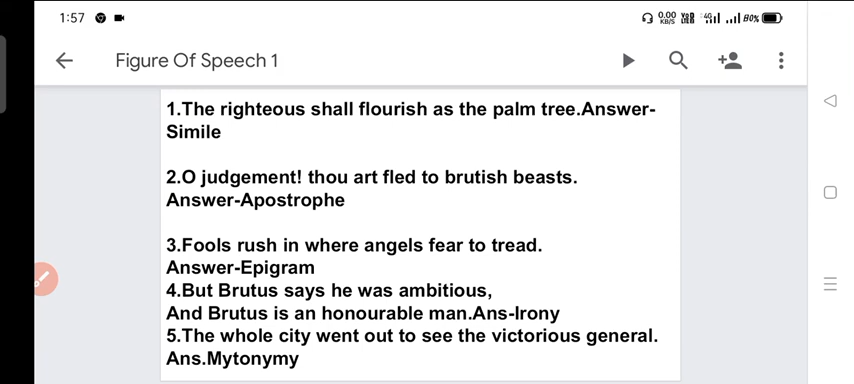 1:57 0.00 KB/S 4G 80%
Figure Of Speech 1
1.The righteous shall flourish as the palm tree.Answer-
Simile
2.O judgement! thou art fled to brutish beasts.
Answer-Apostrophe
3.Fools rush in where angels fear to tread.
Answer-Epigram
4.But Brutus says he was ambitious,
And Brutus is an honourable man.Ans-Irony
5.The whole city went out to see the victorious general.
Ans.Mytonymy